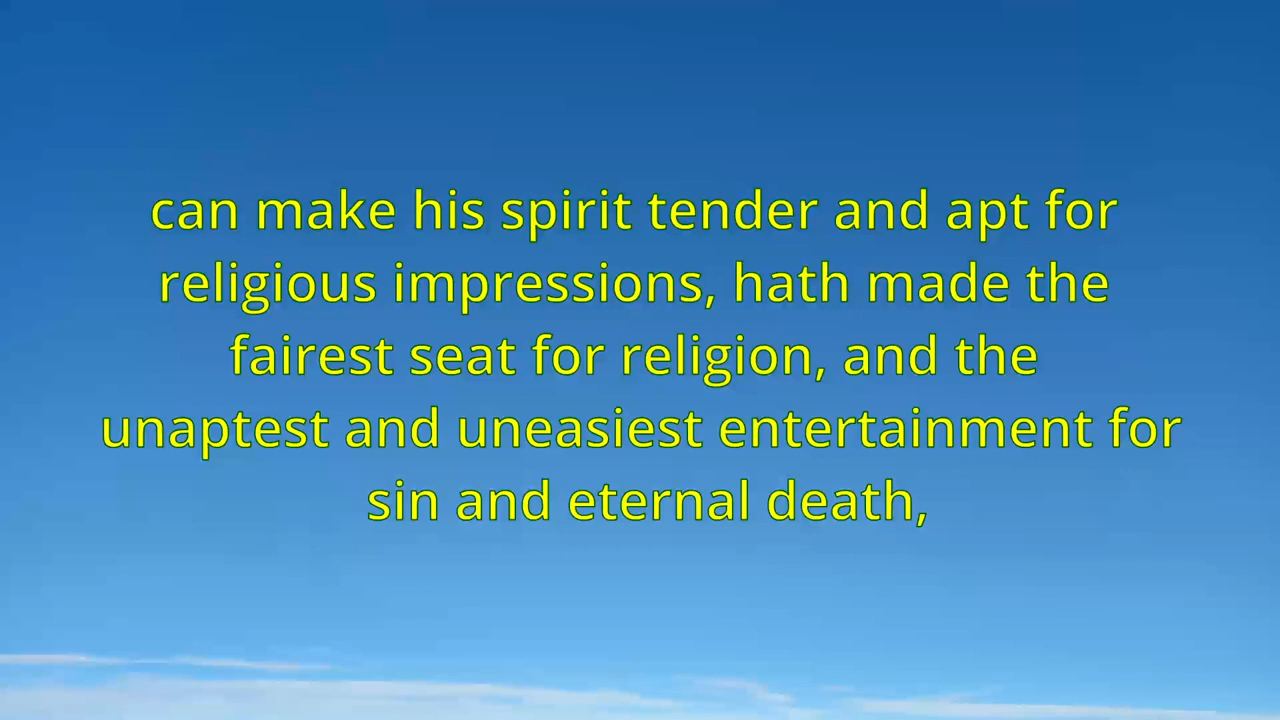 can make his spirit tender and apt for
religious impressions, hath made the
fairest seat for religion, and the
unaptest and uneasiest entertainment for
sin and eternal death,